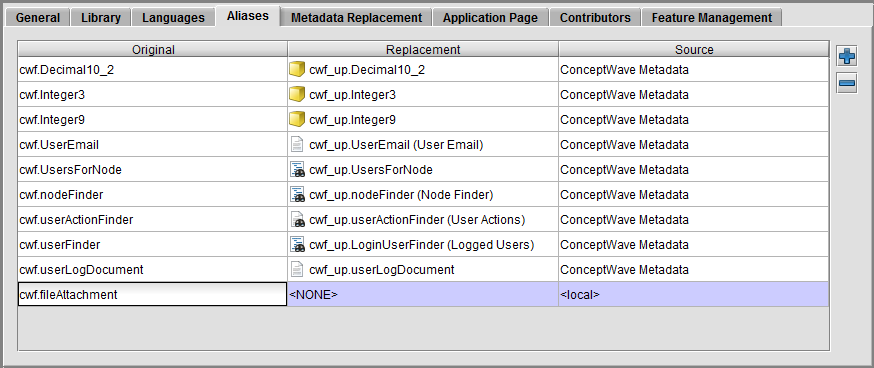 General Library Languages Aliases Metadata Replacement Application Page Contributors Feature Management
Original Replacement Source
cwf.Decimal10_2 cwf_up.Decimal10_2 ConceptWave Metadata
cwf.Integer3 cwf_up.Integer3 ConceptWave Metadata
cwf.Integer9 cwf_up.Integer9 ConceptWave Metadata
cwf.UserEmail cwf_up.UserEmail (User Email) ConceptWave Metadata
cwf.UsersForNode cwf_up.UsersForNode ConceptWave Metadata
cwf.nodeFinder cwf_up.nodeFinder (Node Finder) ConceptWave Metadata
cwf.userActionFinder cwf_up.userActionFinder (User Actions) ConceptWave Metadata
cwf.userFinder cwf_up.LoginUserFinder (Logged Users) ConceptWave Metadata
cwf.userLogDocument cwf_up.userLogDocument ConceptWave Metadata
cwf.fileAttachment <NONE> <local>